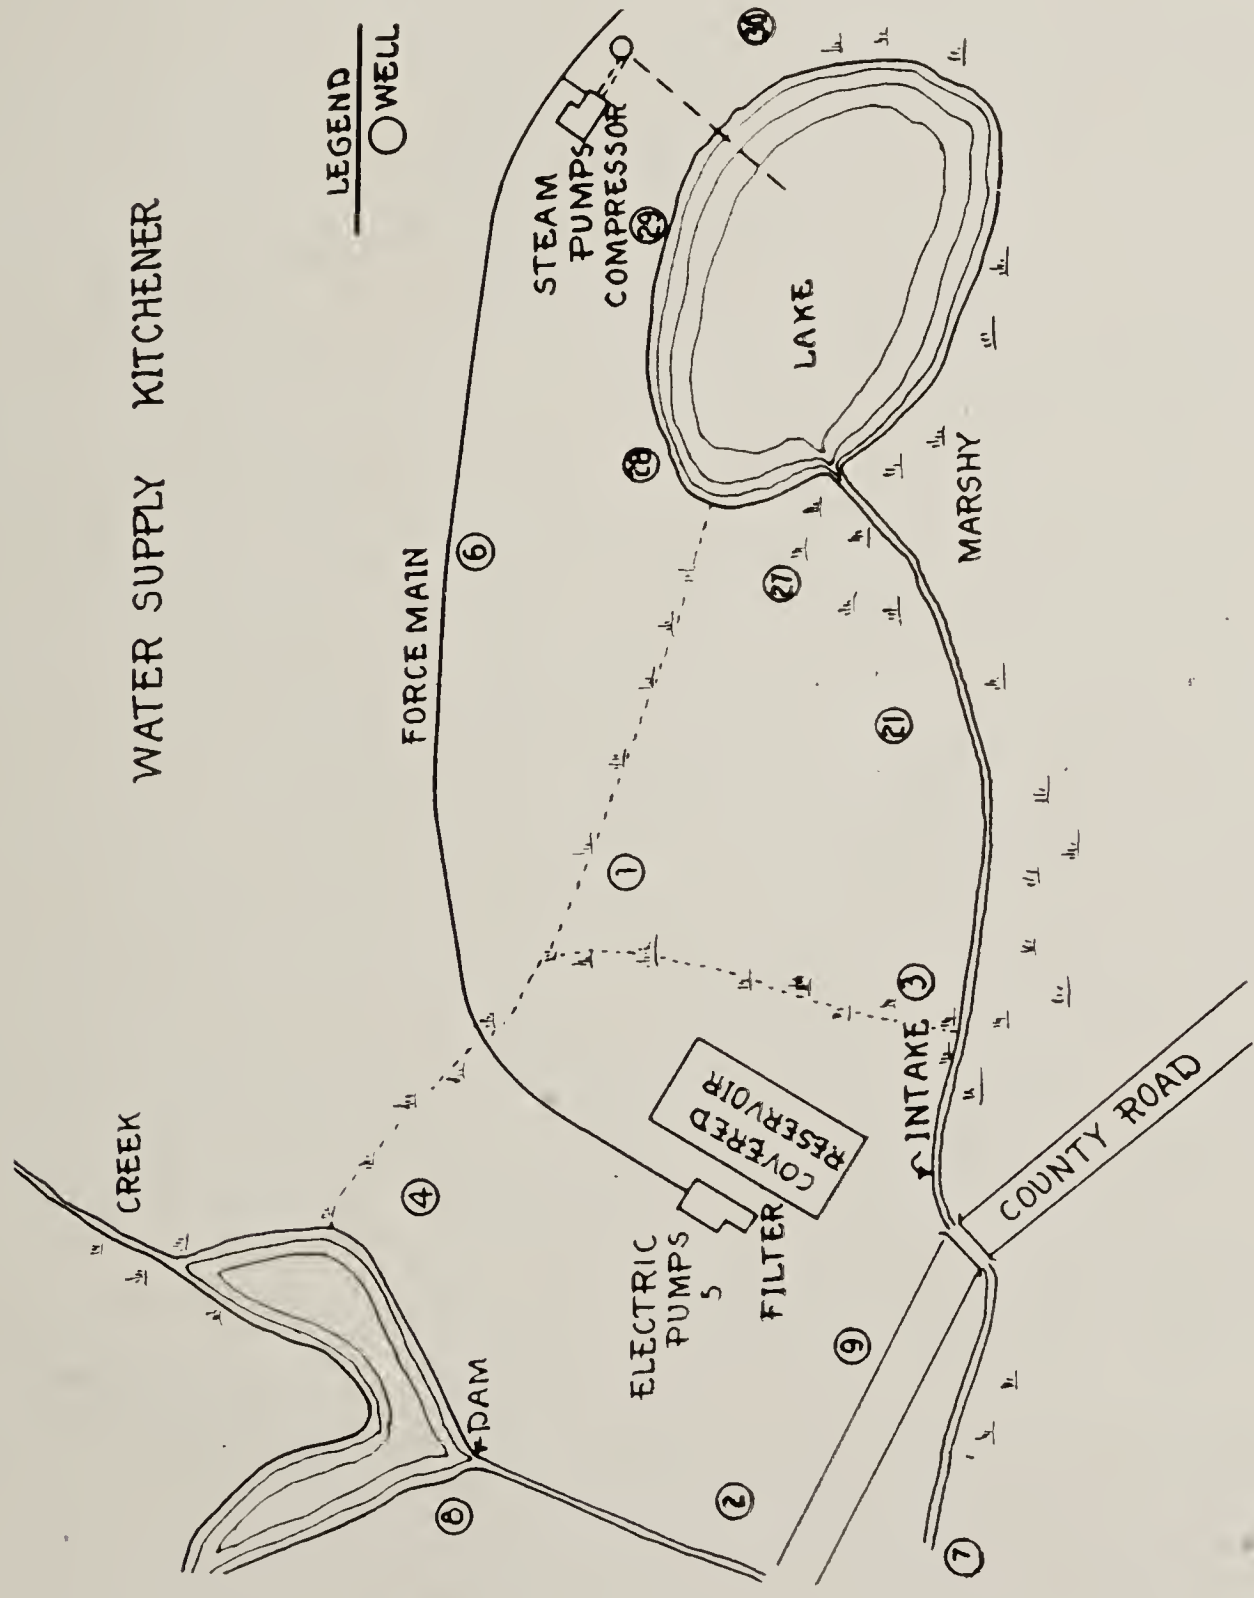 WATER SUPPLY KITCHENER
LEGEND
WELL
CREEK
FORCE MAIN
STEAM
PUMPS
COMPRESSOR
30
29
28
6
LAKE
27
21
MARSHY
1
3
INTAKE
COVERED
RESERVOIR
4
ELECTRIC
PUMPS
5
FILTER
COUNTY ROAD
DAM
9
8
2
7